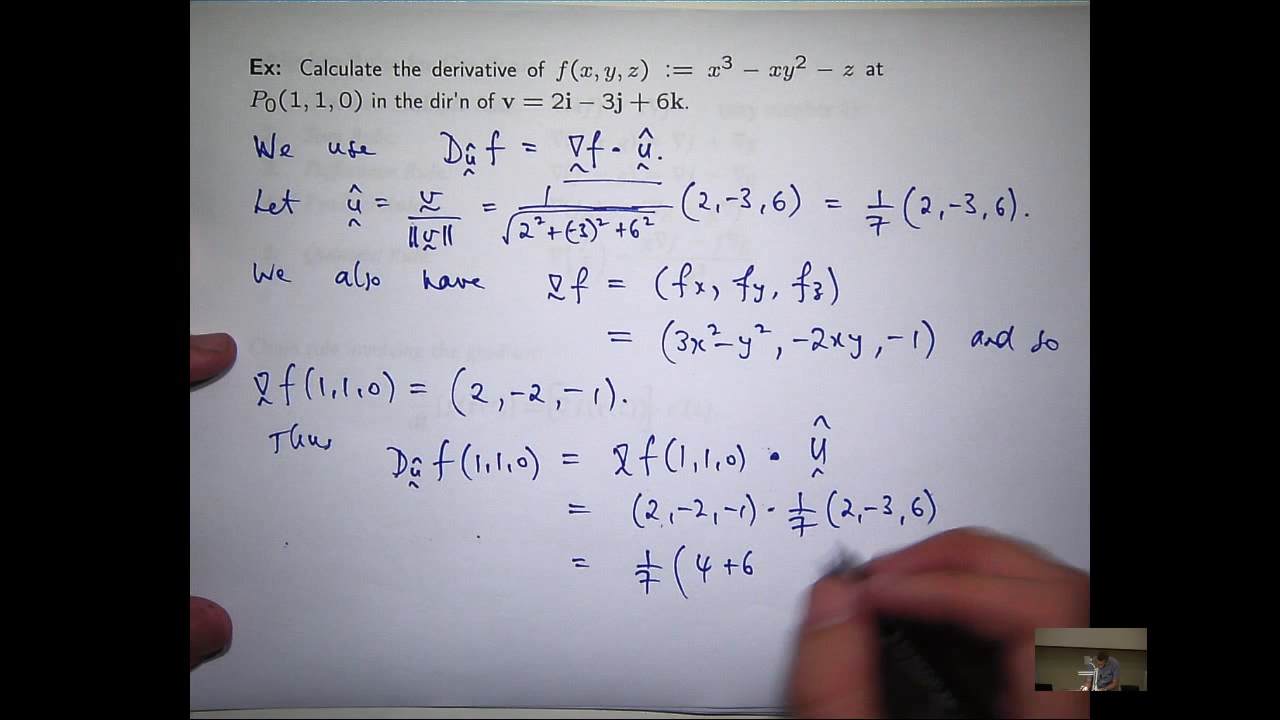 Ex: Calculate the derivative of f(x, y, z) := x³ − xy² − z at
P₀(1, 1, 0) in the dir'n of v = 2i − 3j + 6k.
We use D_û f = ∇f · û.
Let û = v/‖v‖ = 1/√(2² + (-3)² + 6²) (2, -3, 6) = 1/7 (2, -3, 6).
We also have ∇f = (fx, fy, fz)
= (3x² - y², -2xy, -1) and so
∇f(1,1,0) = (2, -2, -1).
Thus D_û f(1,1,0) = ∇f(1,1,0) · û
= (2, -2, -1) · 1/7 (2, -3, 6)
= 1/7 ( 4 + 6